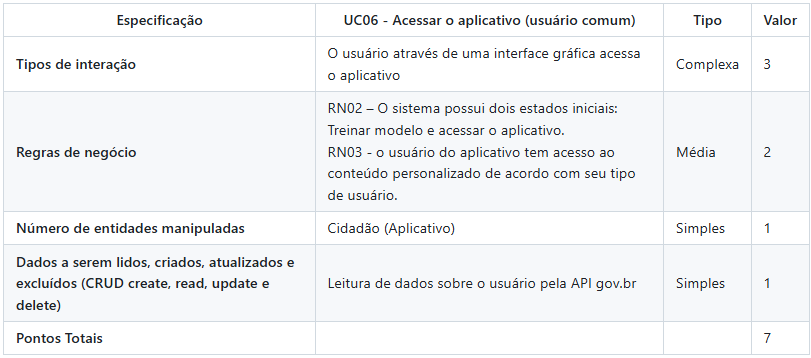 Especificação UC06 - Acessar o aplicativo (usuário comum) Tipo Valor
Tipos de interação
O usuário através de uma interface gráfica acessa
o aplicativo
Complexa
3
Regras de negócio
RN02 – O sistema possui dois estados iniciais:
Treinar modelo e acessar o aplicativo.
RN03 - o usuário do aplicativo tem acesso ao
conteúdo personalizado de acordo com seu tipo
de usuário.
Média
2
Número de entidades manipuladas
Cidadão (Aplicativo)
Simples
1
Dados a serem lidos, criados, atualizados e
excluídos (CRUD create, read, update e
delete)
Leitura de dados sobre o usuário pela API gov.br
Simples
1
Pontos Totais
7